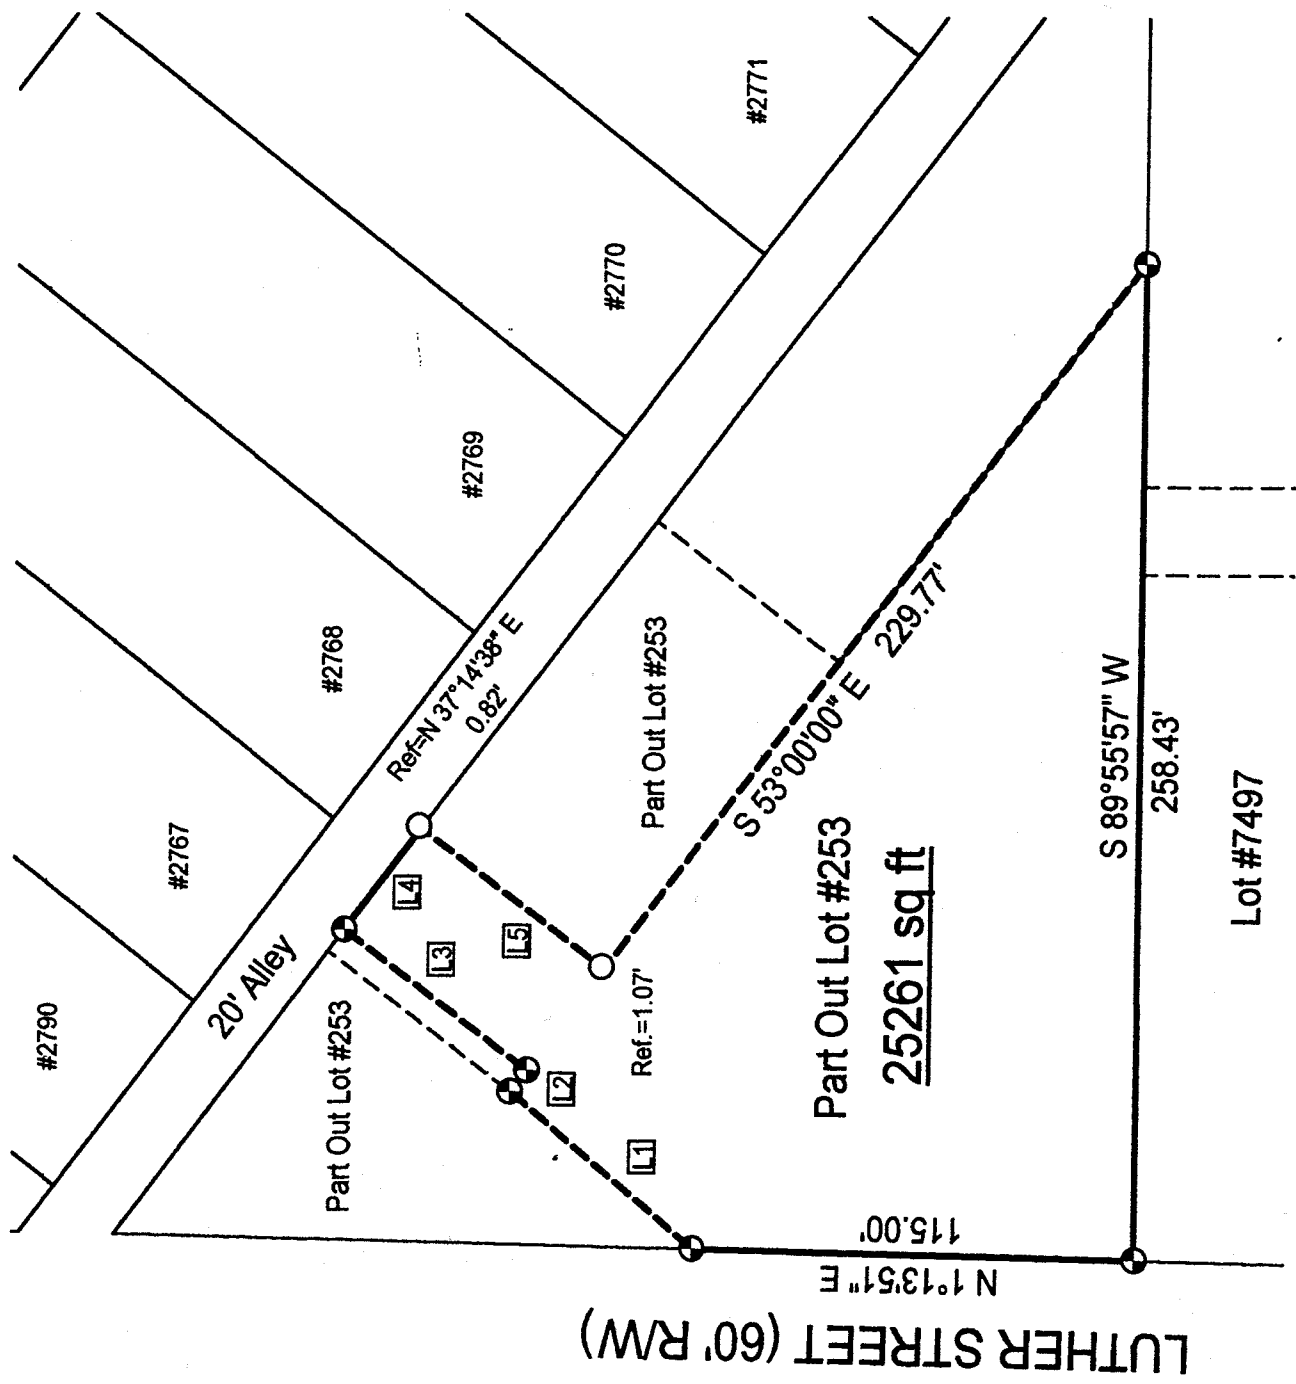 #2790
#2767
#2768
#2769
#2770
#2771
20' Alley
Ref=N 37°14'38" E
0.82'
Part Out Lot #253
Part Out Lot #253
L4
L3
L5
L2
L1
Ref.=1.07'
S 53°00'00" E 229.77'
Part Out Lot #253
25261 sq ft
115.00'
N 1°13'51" E
S 89°55'57" W
258.43'
Lot #7497
LUTHER STREET (60' R/W)